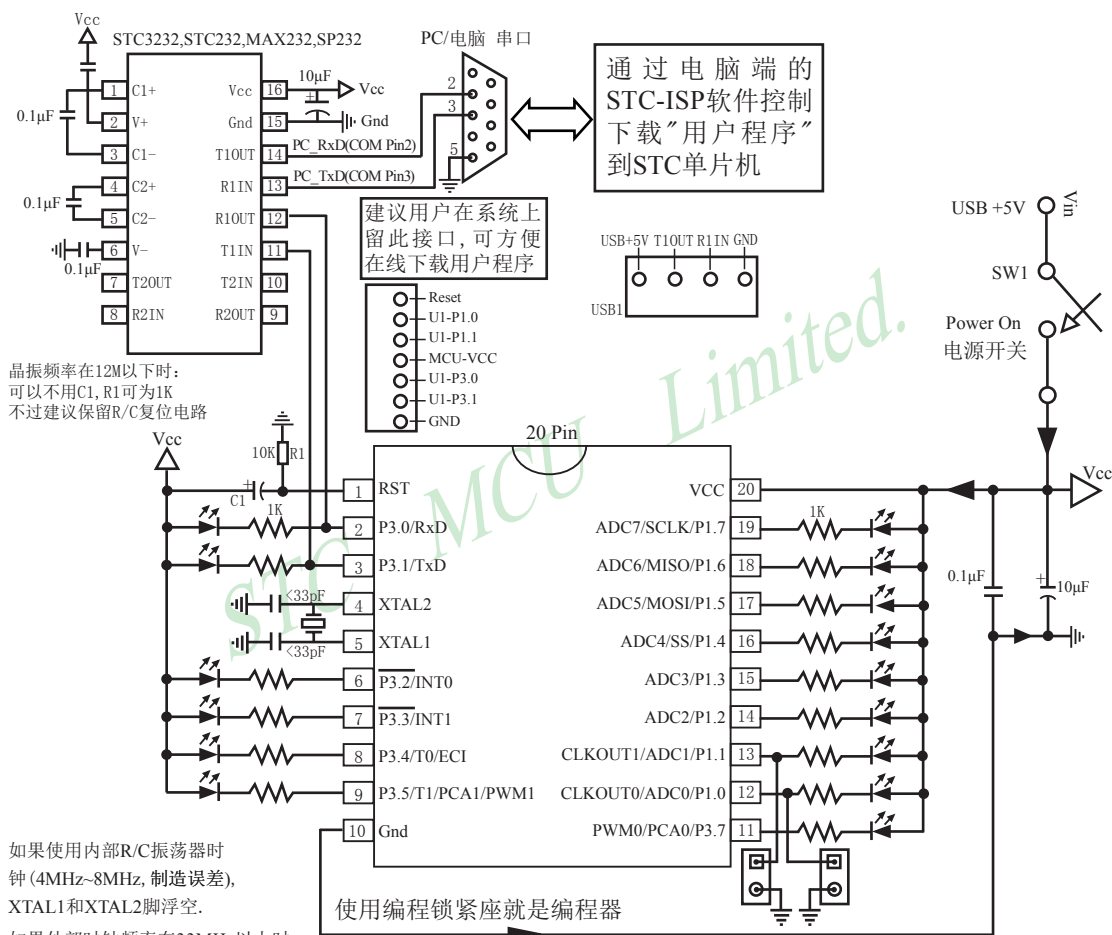 Vcc
STC3232,STC232,MAX232,SP232
PC/电脑 串口
通过电脑端的
STC-ISP软件控制
下载"用户程序"
到STC单片机
0.1μF
1 C1+
2 V+
3 C1-
0.1μF
4 C2+
5 C2-
6 V-
0.1μF
7 T2OUT
8 R2IN
Vcc 16
Gnd 15
T1OUT 14
R1IN 13
R1OUT 12
T1IN 11
T2IN 10
R2OUT 9
10μF
+
Vcc
Gnd
PC_RxD(COM Pin2)
PC_TxD(COM Pin3)
2
3
5
建议用户在系统上
留此接口,可方便
在线下载用户程序
Reset
U1-P1.0
U1-P1.1
MCU-VCC
U1-P3.0
U1-P3.1
GND
USB+5V T1OUT R1IN GND
USB1
USB +5V
Vin
SW1
Power On
电源开关
晶振频率在12M以下时:
可以不用C1,R1可为1K
不过建议保留R/C复位电路
Vcc
10K R1
+
C1
1K
<33pF
<33pF
20 Pin
1 RST
2 P3.0/RxD
3 P3.1/TxD
4 XTAL2
5 XTAL1
6 P3.2/INT0
7 P3.3/INT1
8 P3.4/T0/ECI
9 P3.5/T1/PCA1/PWM1
10 Gnd
VCC 20
ADC7/SCLK/P1.7 19
ADC6/MISO/P1.6 18
ADC5/MOSI/P1.5 17
ADC4/SS/P1.4 16
ADC3/P1.3 15
ADC2/P1.2 14
CLKOUT1/ADC1/P1.1 13
CLKOUT0/ADC0/P1.0 12
PWM0/PCA0/P3.7 11
1K
Vcc
0.1μF
+
10μF
STC MCU Limited.
如果使用内部R/C振荡器时
钟(4MHz~8MHz,制造误差),
XTAL1和XTAL2脚浮空.
使用编程锁紧座就是编程器